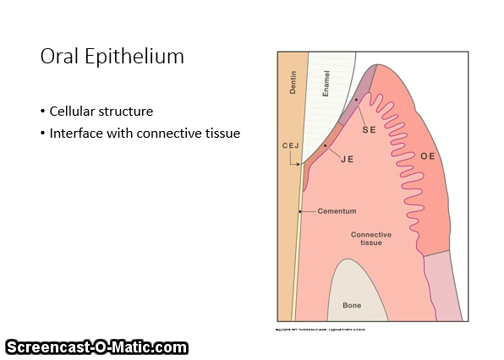 Oral Epithelium
• Cellular structure
• Interface with connective tissue
Dentin
Enamel
SE
CEJ
JE
OE
Cementum
Connective
tissue
Bone
Screencast-O-Matic.com